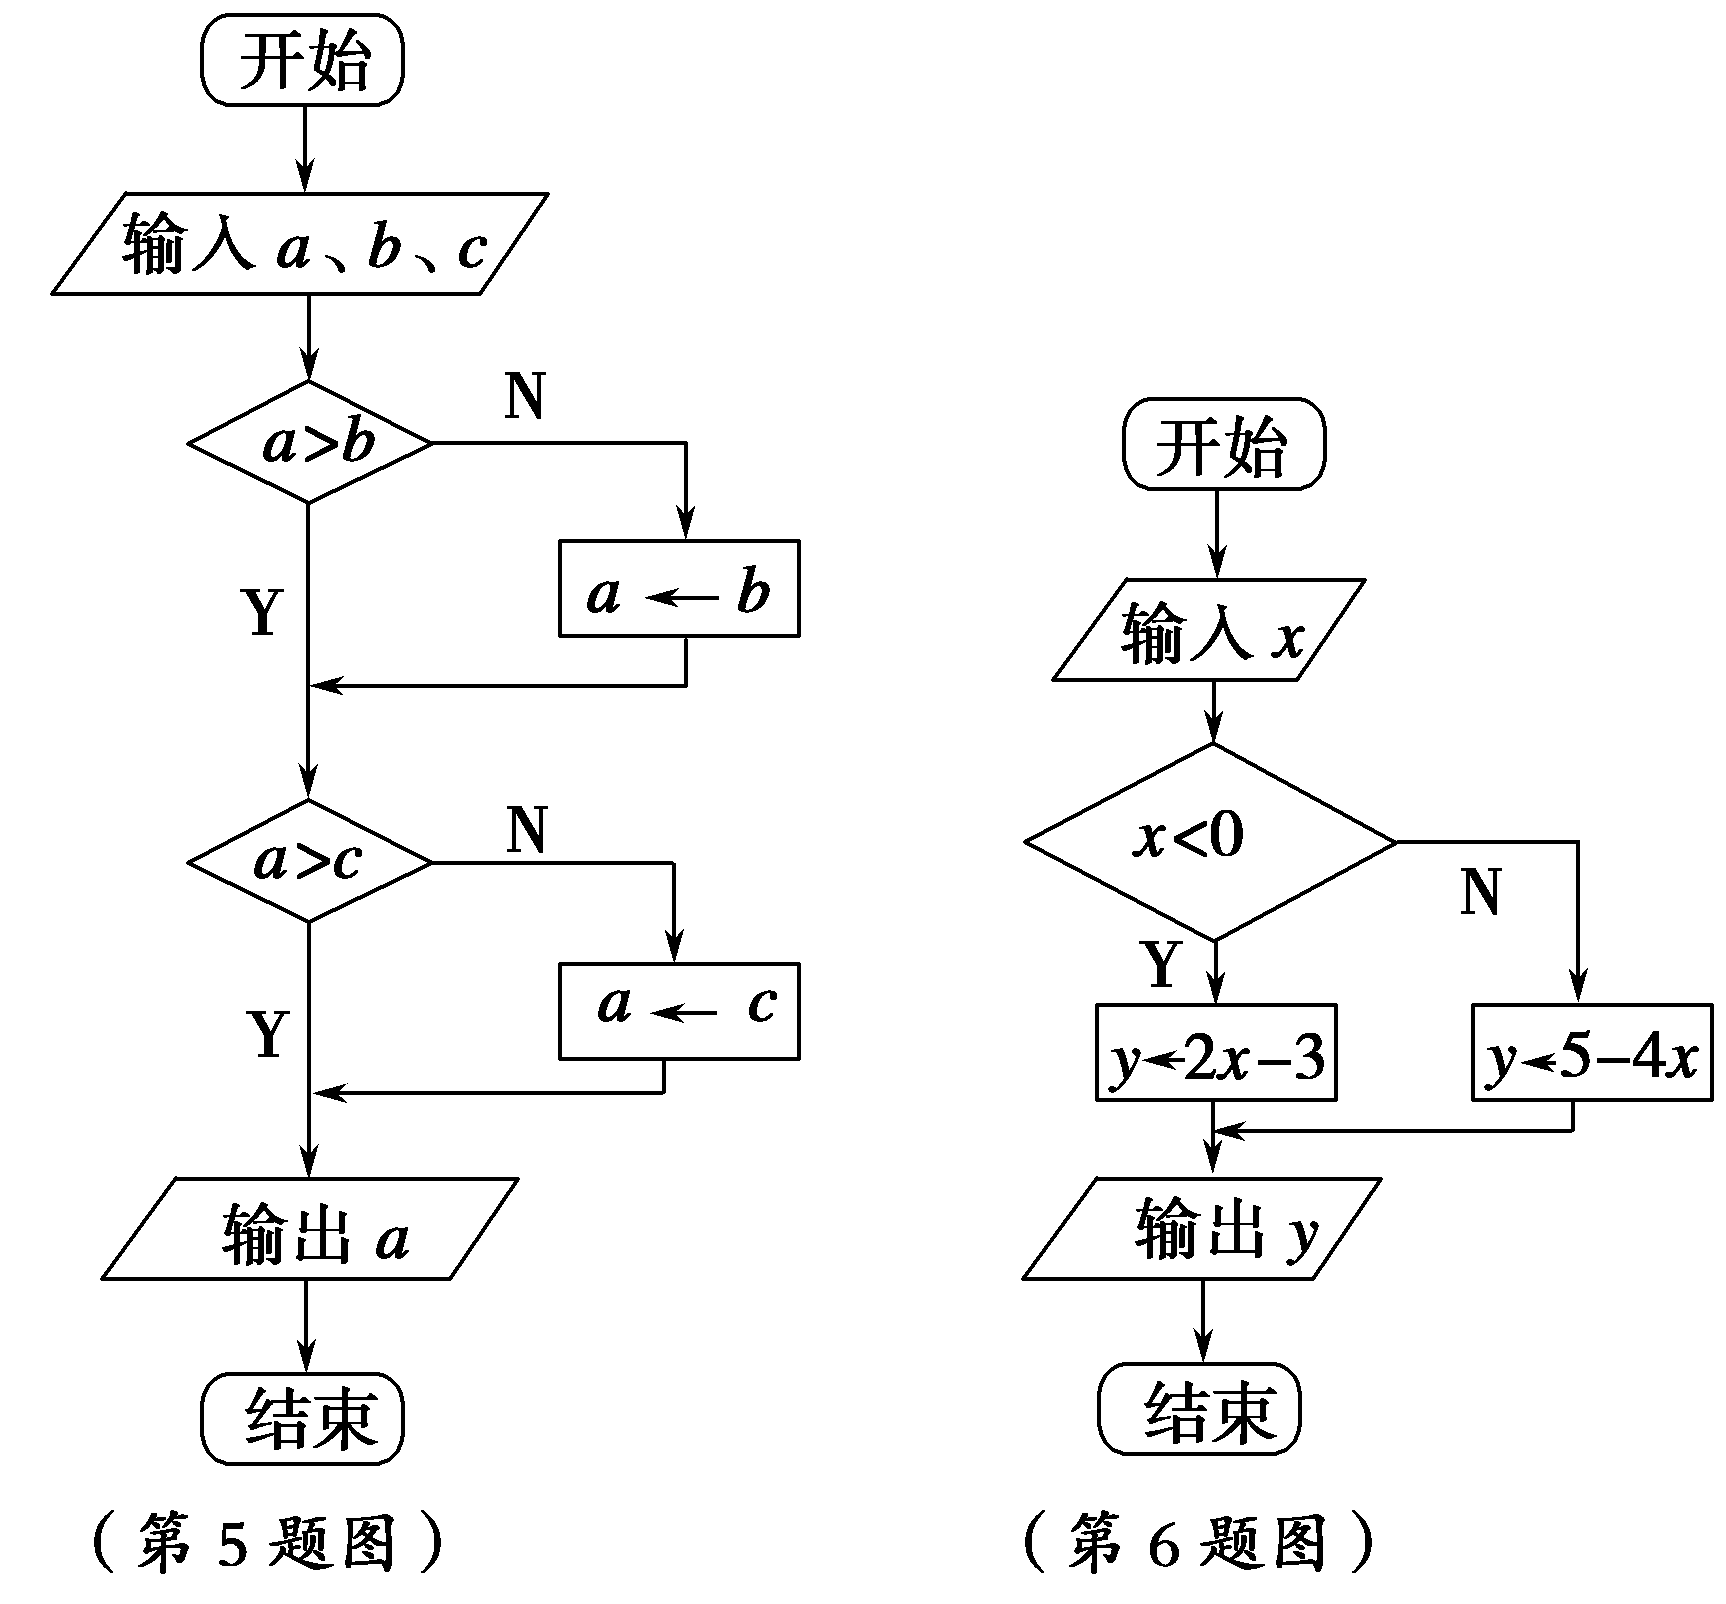 开始
输入 a、b、c
a>b
N
a ← b
Y
a>c
N
a ← c
Y
输出 a
结束
(第 5 题图)
开始
输入 x
x<0
N
Y
y←2x−3
y←5−4x
输出 y
结束
(第 6 题图)